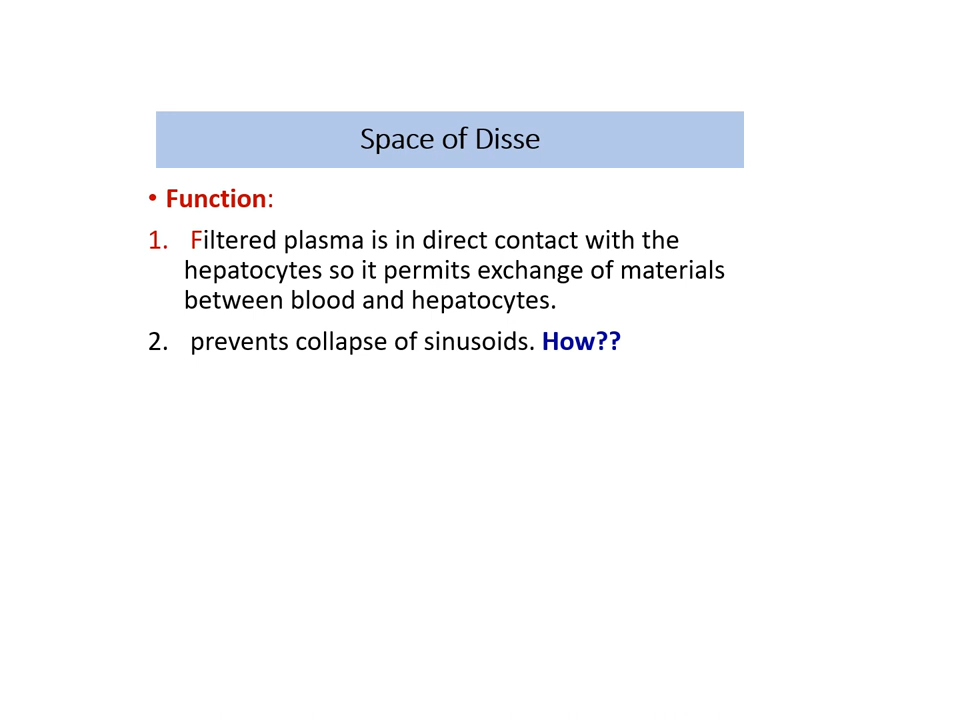 Space of Disse
• Function:
1. Filtered plasma is in direct contact with the
hepatocytes so it permits exchange of materials
between blood and hepatocytes.
2. prevents collapse of sinusoids. How??